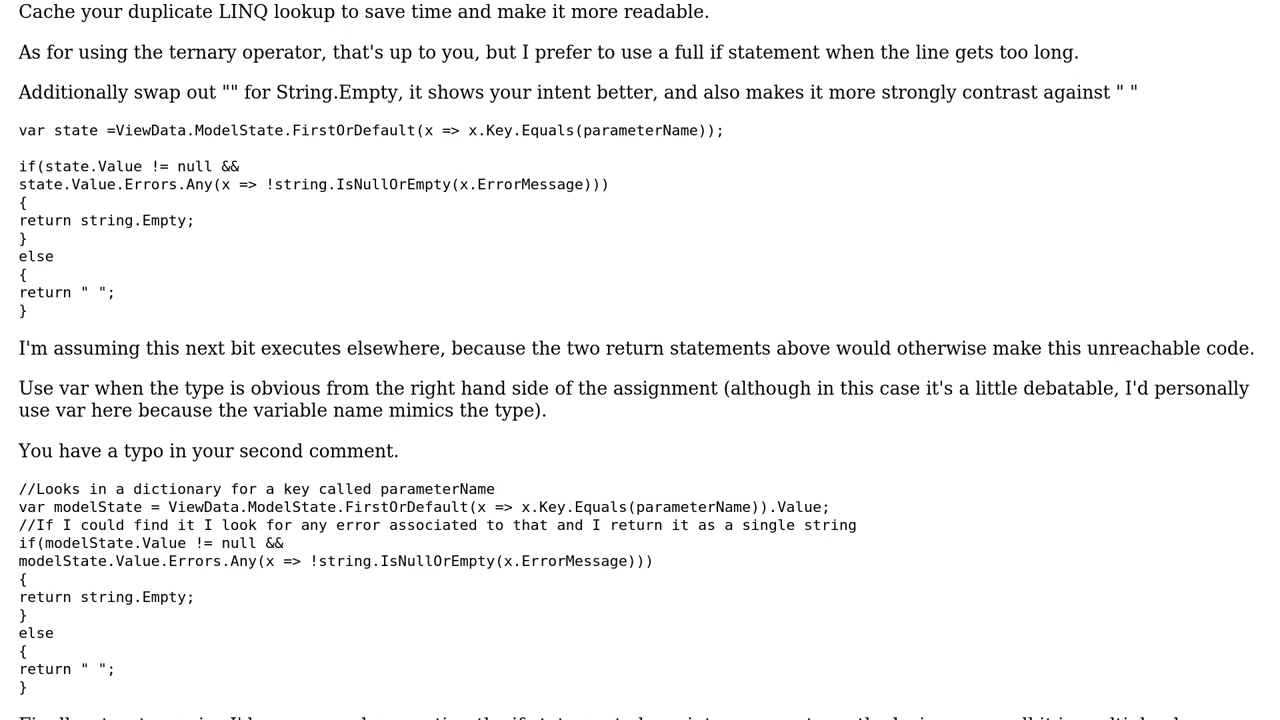 Cache your duplicate LINQ lookup to save time and make it more readable.
As for using the ternary operator, that's up to you, but I prefer to use a full if statement when the line gets too long.
Additionally swap out "" for String.Empty, it shows your intent better, and also makes it more strongly contrast against " "
var state =ViewData.ModelState.FirstOrDefault(x => x.Key.Equals(parameterName));
if(state.Value != null &&
state.Value.Errors.Any(x => !string.IsNullOrEmpty(x.ErrorMessage)))
{
return string.Empty;
}
else
{
return " ";
}
I'm assuming this next bit executes elsewhere, because the two return statements above would otherwise make this unreachable code.
Use var when the type is obvious from the right hand side of the assignment (although in this case it's a little debatable, I'd personally
use var here because the variable name mimics the type).
You have a typo in your second comment.
//Looks in a dictionary for a key called parameterName
var modelState = ViewData.ModelState.FirstOrDefault(x => x.Key.Equals(parameterName)).Value;
//If I could find it I look for any error associated to that and I return it as a single string
if(modelState.Value != null &&
modelState.Value.Errors.Any(x => !string.IsNullOrEmpty(x.ErrorMessage)))
{
return string.Empty;
}
else
{
return " ";
}